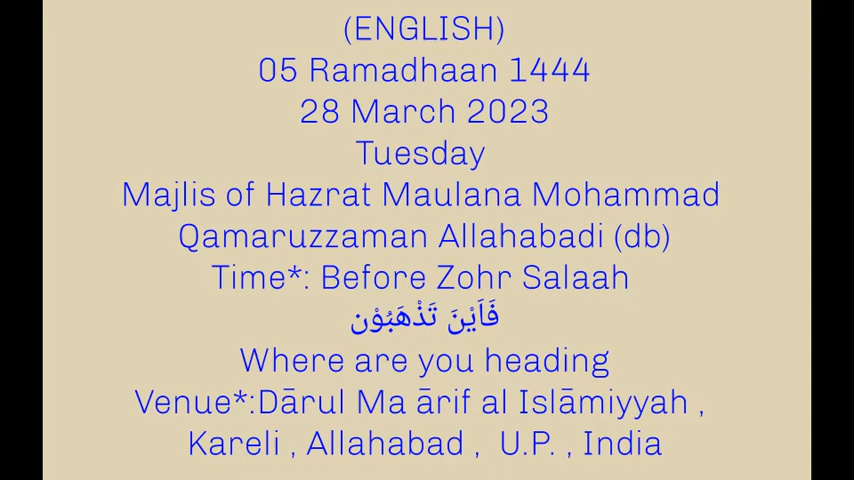 (ENGLISH)
05 Ramadhaan 1444
28 March 2023
Tuesday
Majlis of Hazrat Maulana Mohammad
Qamaruzzaman Allahabadi (db)
Time*: Before Zohr Salaah
فَاَيْنَ تَذْهَبُوْن
Where are you heading
Venue*:Dārul Ma ārif al Islāmiyyah ,
Kareli , Allahabad ,  U.P. , India